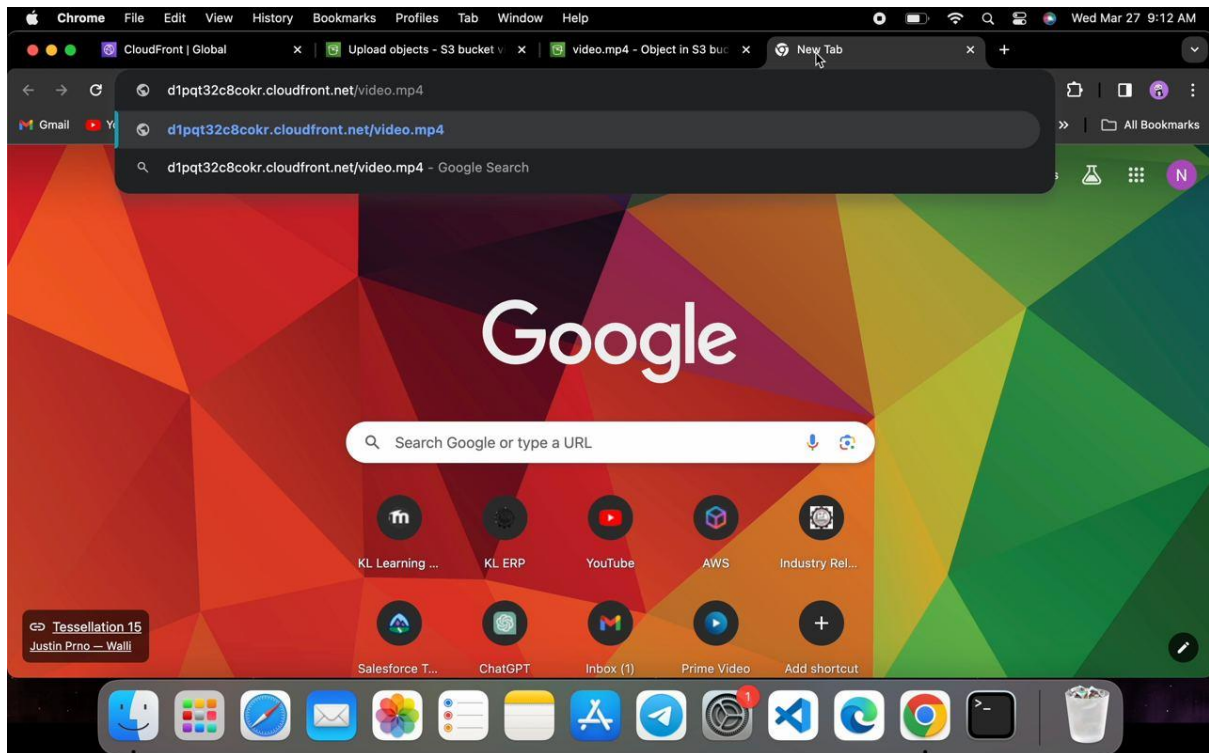 Chrome File Edit View History Bookmarks Profiles Tab Window Help Wed Mar 27 9:12 AM
CloudFront | Global Upload objects - S3 bucket v video.mp4 - Object in S3 buc New Tab
d1pqt32c8cokr.cloudfront.net/video.mp4
Gmail
d1pqt32c8cokr.cloudfront.net/video.mp4
All Bookmarks
d1pqt32c8cokr.cloudfront.net/video.mp4 - Google Search
N
Google
Search Google or type a URL
KL Learning ... KL ERP YouTube AWS Industry Rel...
Tessellation 15
Justin Prno — Walli
Salesforce T... ChatGPT Inbox (1) Prime Video Add shortcut
1